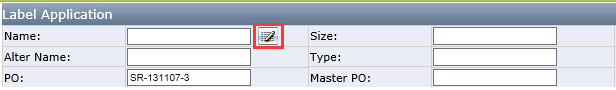 Label Application
Name: Size:
Alter Name: Type:
PO: SR-131107-3 Master PO: